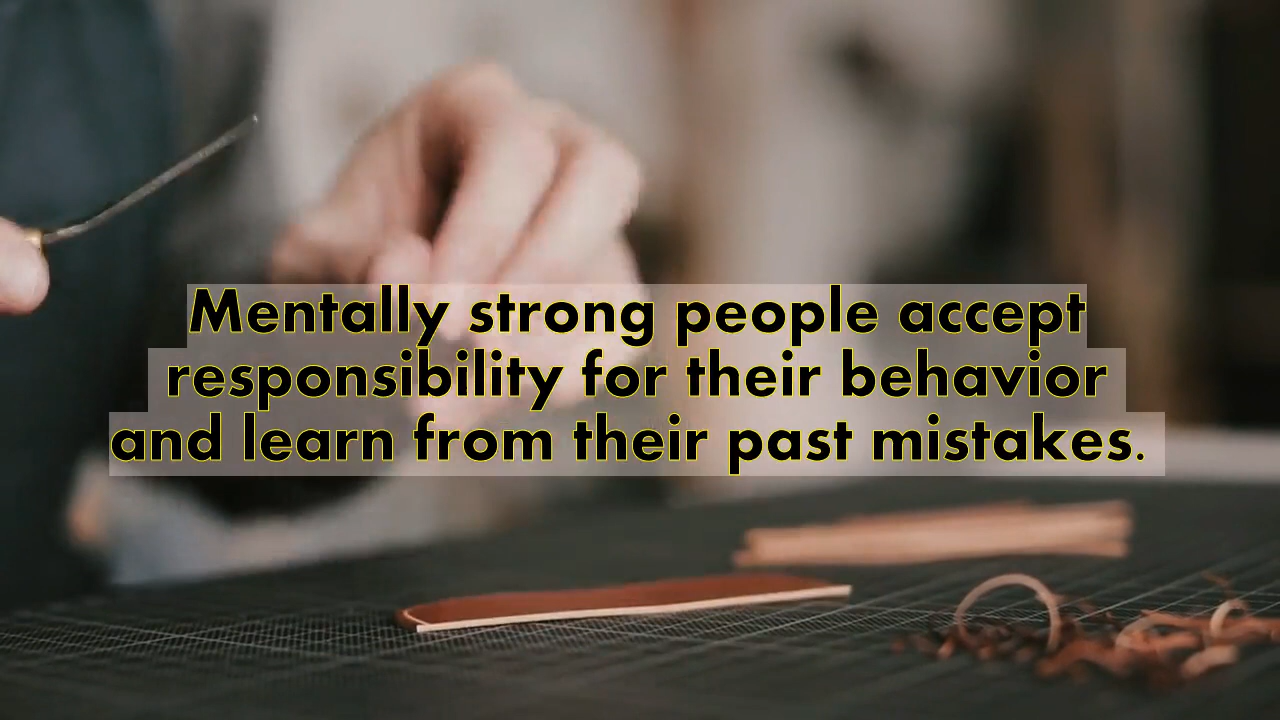 Mentally strong people accept
responsibility for their behavior
and learn from their past mistakes.